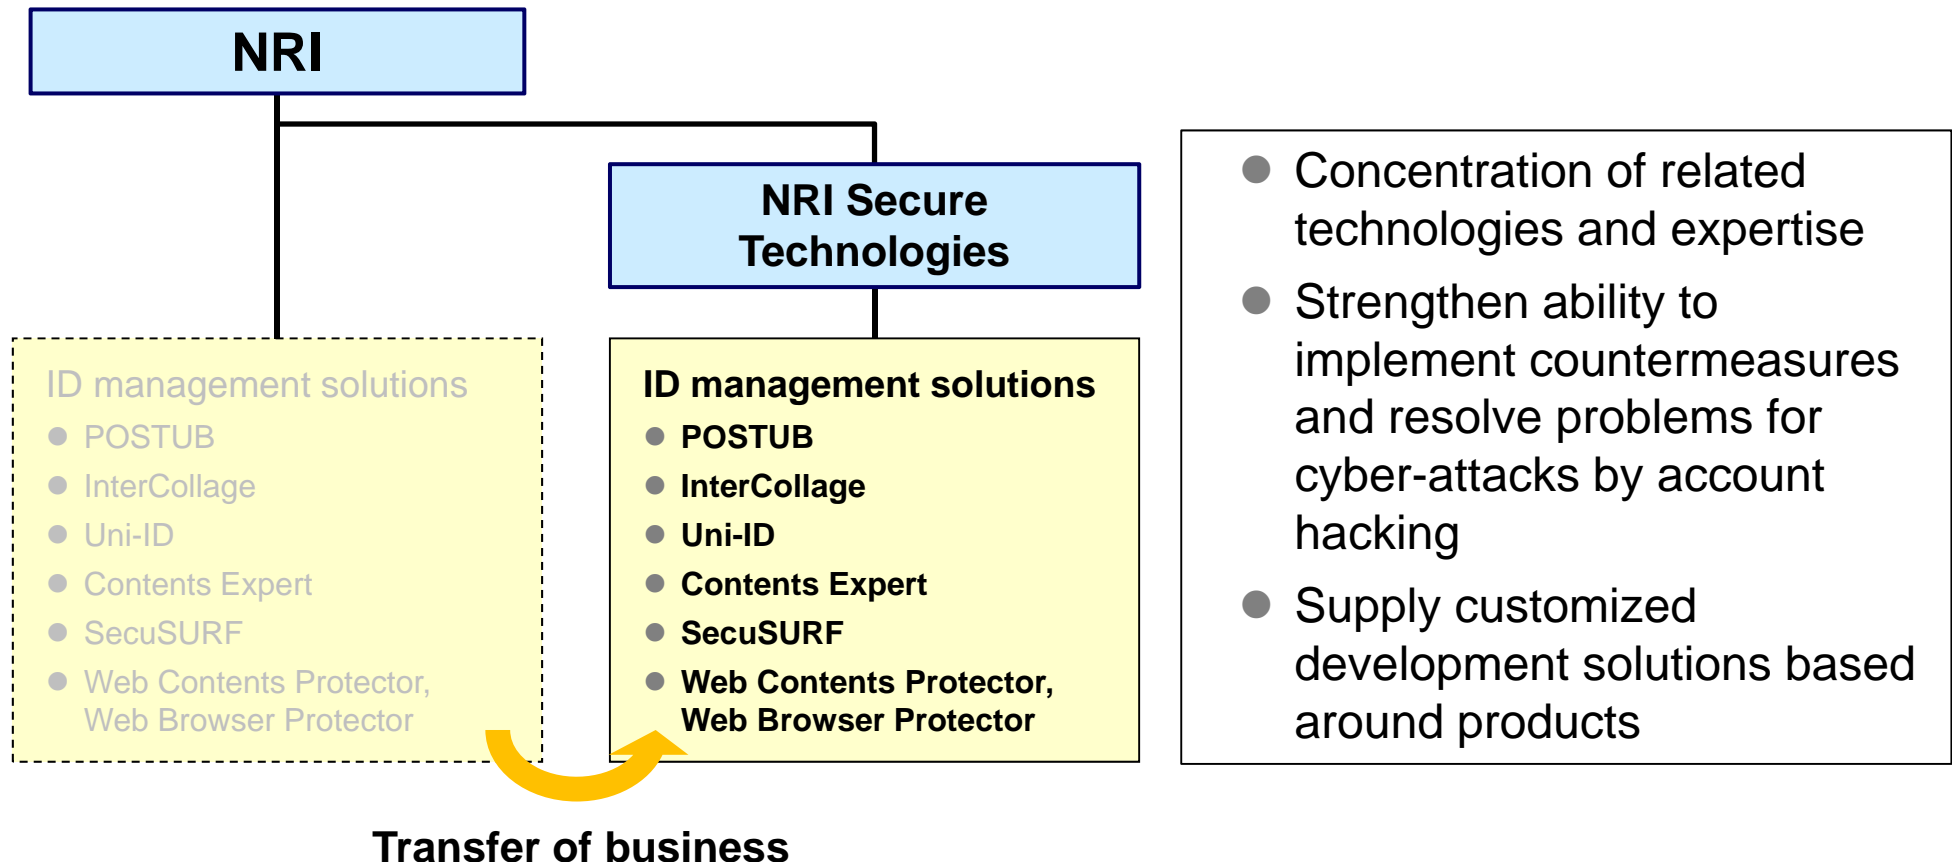 NRI
NRI Secure
Technologies
ID management solutions
POSTUB
InterCollage
Uni-ID
Contents Expert
SecuSURF
Web Contents Protector,
Web Browser Protector
ID management solutions
POSTUB
InterCollage
Uni-ID
Contents Expert
SecuSURF
Web Contents Protector,
Web Browser Protector
Transfer of business
Concentration of related
technologies and expertise
Strengthen ability to
implement countermeasures
and resolve problems for
cyber-attacks by account
hacking
Supply customized
development solutions based
around products